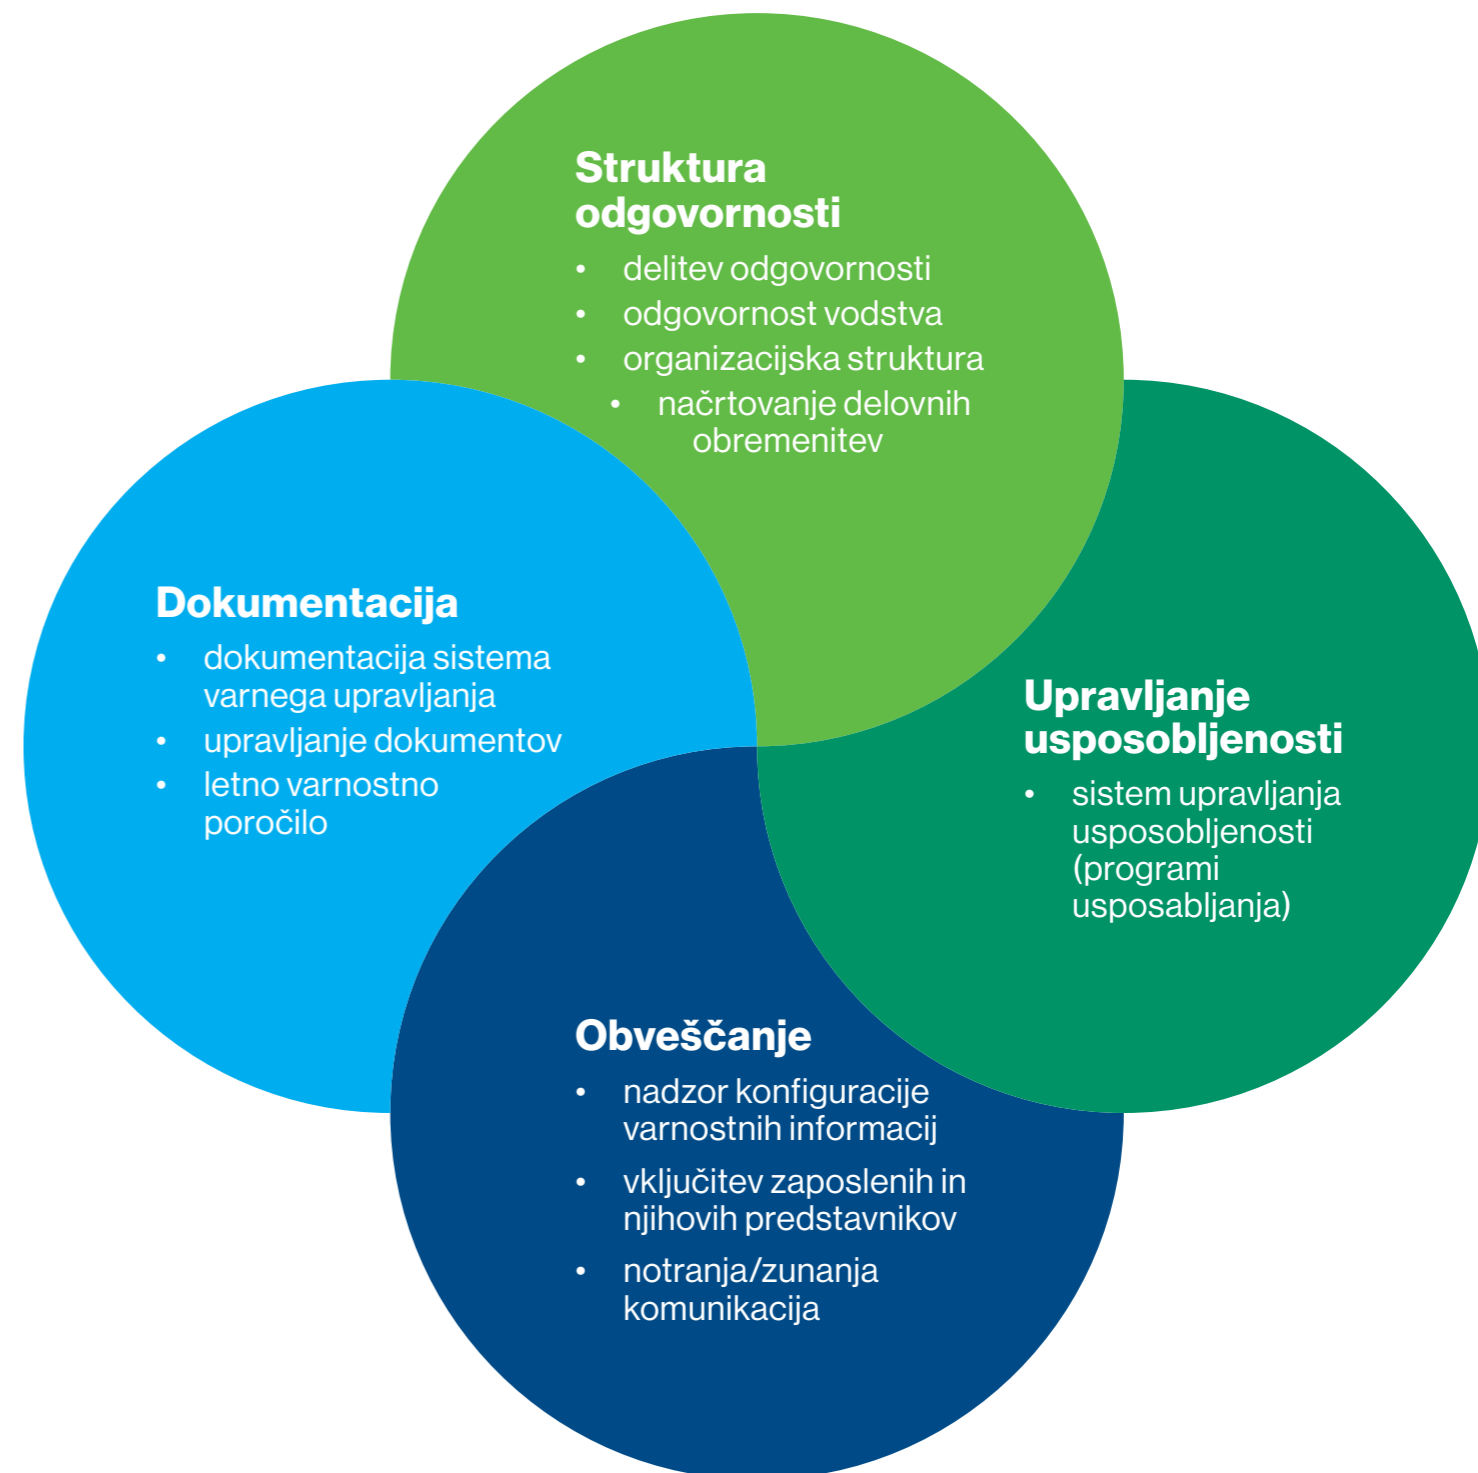 Struktura
odgovornosti
• delitev odgovornosti
• odgovornost vodstva
• organizacijska struktura
• načrtovanje delovnih
obremenitev
Dokumentacija
• dokumentacija sistema
varnega upravljanja
• upravljanje dokumentov
• letno varnostno
poročilo
Upravljanje
usposobljenosti
• sistem upravljanja
usposobljenosti
(programi
usposabljanja)
Obveščanje
• nadzor konfiguracije
varnostnih informacij
• vključitev zaposlenih in
njihovih predstavnikov
• notranja/zunanja
komunikacija